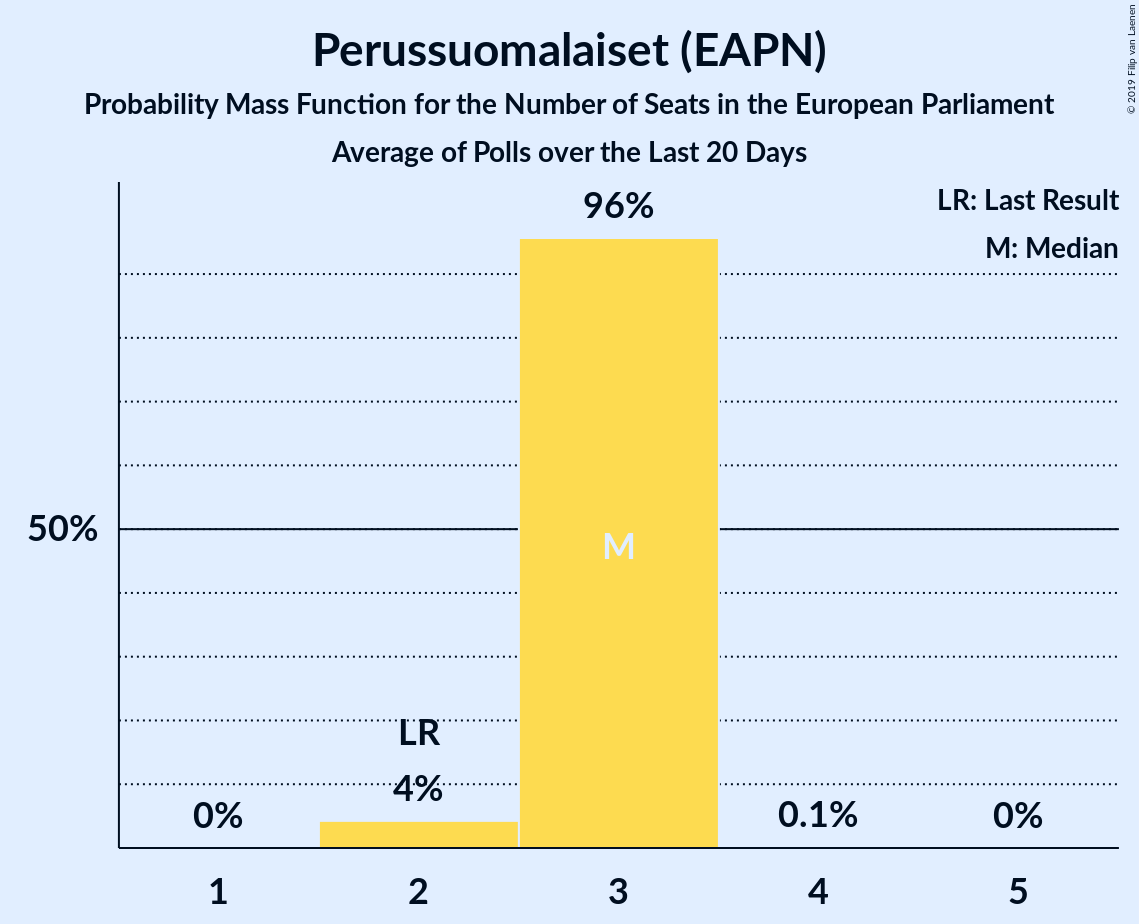 Perussuomalaiset (EAPN)
Probability Mass Function for the Number of Seats in the European Parliament
Average of Polls over the Last 20 Days
© 2019 Filip van Laenen
LR: Last Result
M: Median
96%
50%
M
LR
4%
0%
0.1%
0%
1 2 3 4 5